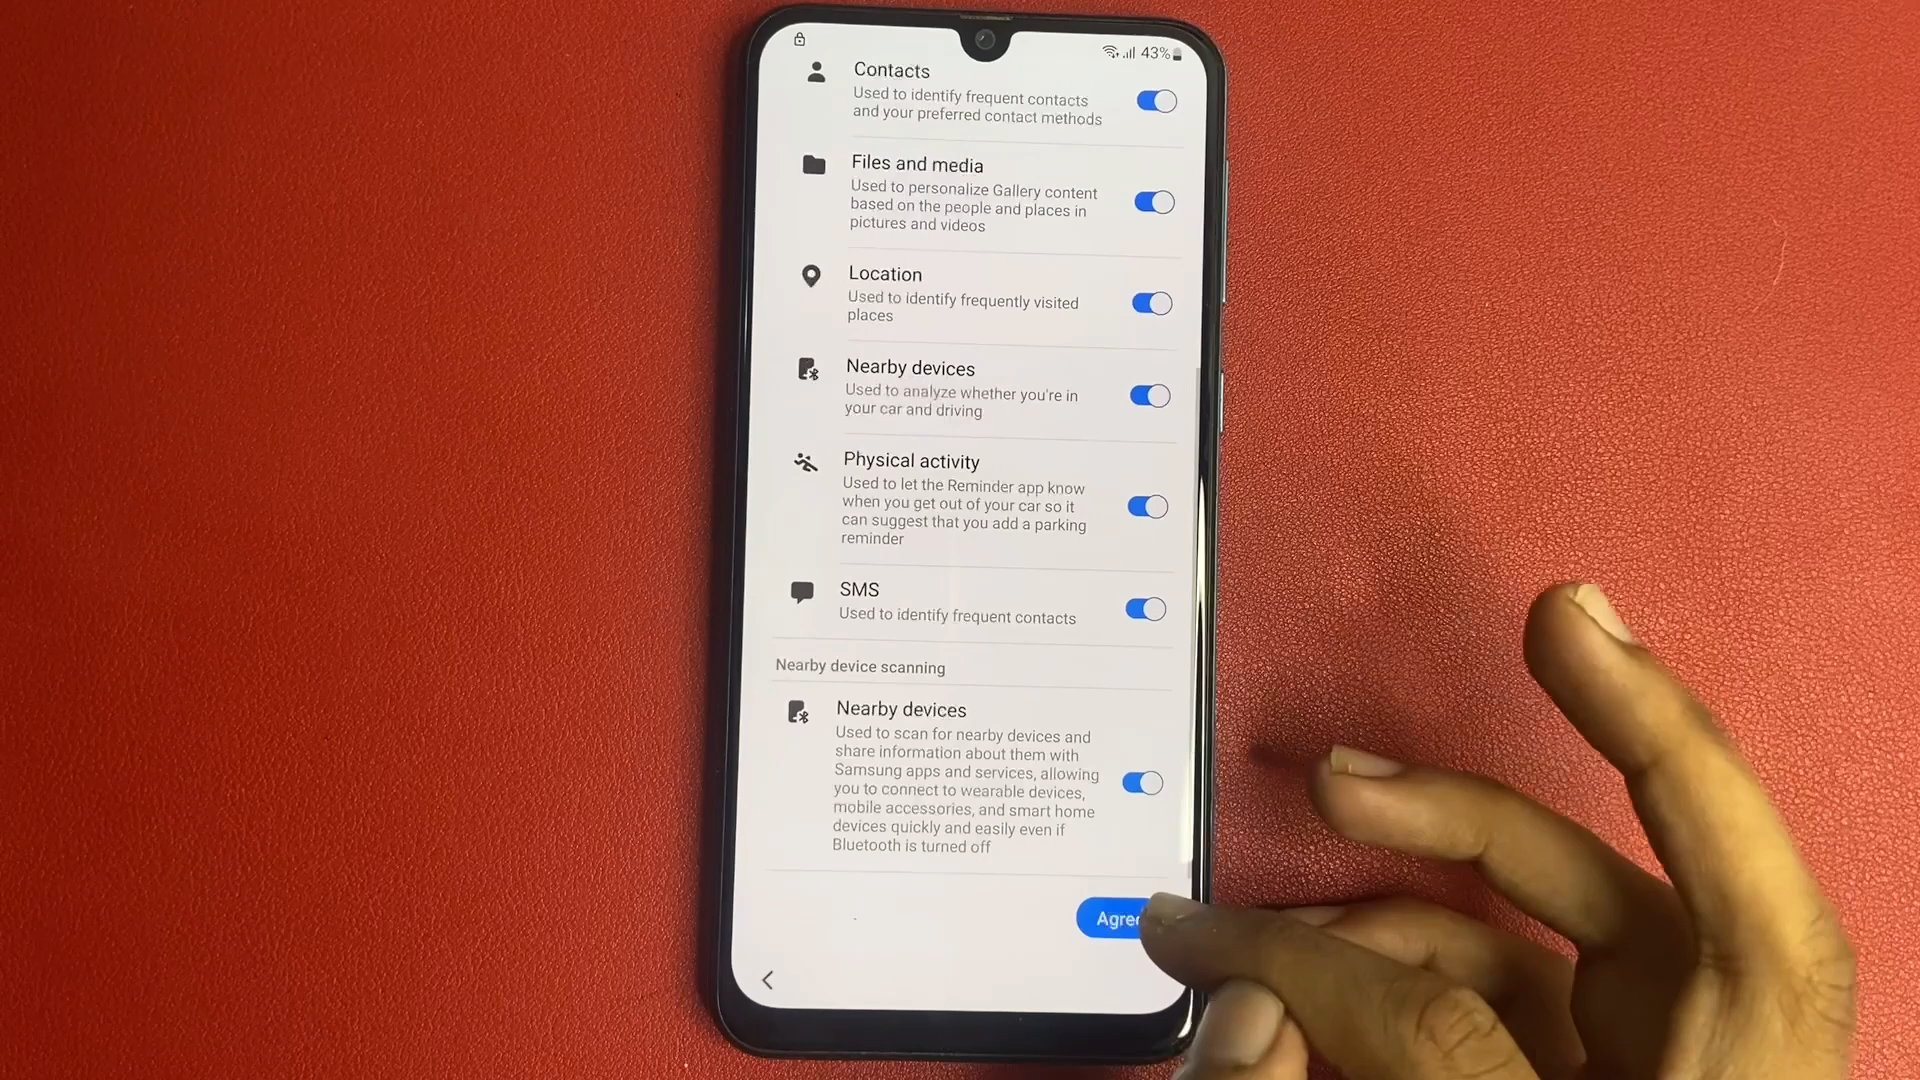 43%
Contacts
Used to identify frequent contacts
and your preferred contact methods
Files and media
Used to personalize Gallery content
based on the people and places in
pictures and videos
Location
Used to identify frequently visited
places
Nearby devices
Used to analyze whether you're in
your car and driving
Physical activity
Used to let the Reminder app know
when you get out of your car so it
can suggest that you add a parking
reminder
SMS
Used to identify frequent contacts
Nearby device scanning
Nearby devices
Used to scan for nearby devices and
share information about them with
Samsung apps and services, allowing
you to connect to wearable devices,
mobile accessories, and smart home
devices quickly and easily even if
Bluetooth is turned off
Agree